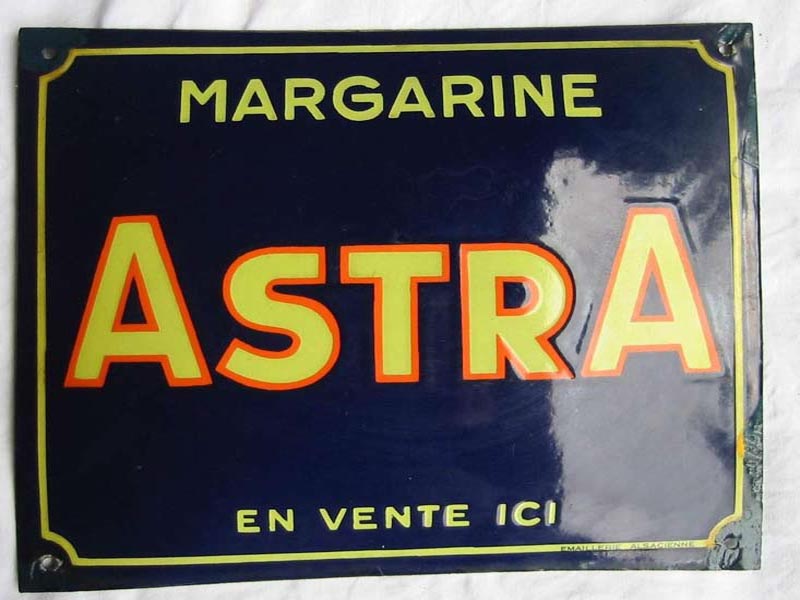 MARGARINE
ASTRA
EN VENTE ICI
EMAILLERIE ALSACIENNE